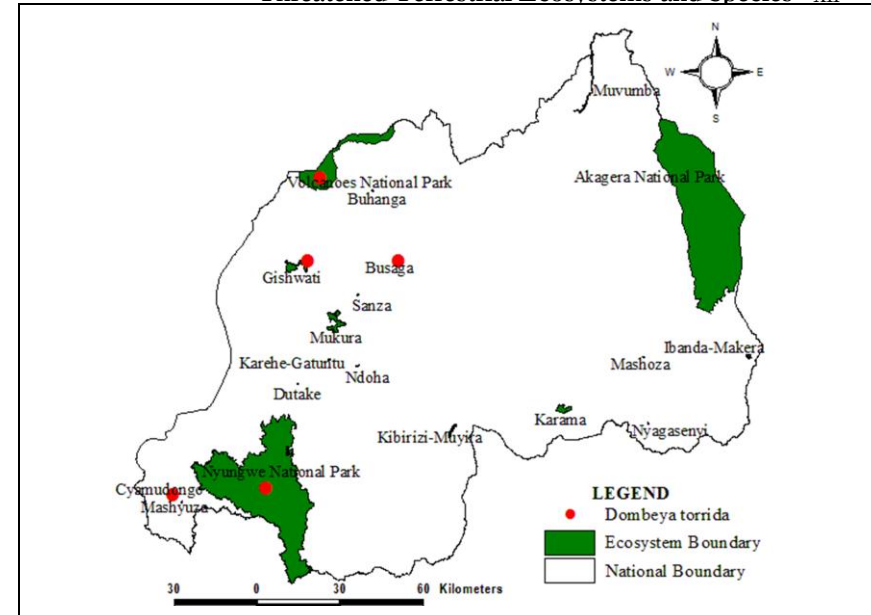 Threatened Terrestrial Ecosystems and Species
N
W E
S
Muvumba
Akagera National Park
Volcanoes National Park
Buhanga
Gishwati
Busaga
Sanza
Mukura
Karehe-Gaturitu
Ndoha
Dutake
Ibanda-Makera
Mashoza
Karama
Nyagasenyi
Kibirizi-Muyira
Nyungwe National Park
Cyamudongo
Mashyuza
LEGEND
Dombeya torrida
Ecosystem Boundary
National Boundary
30 0 30 60 Kilometers